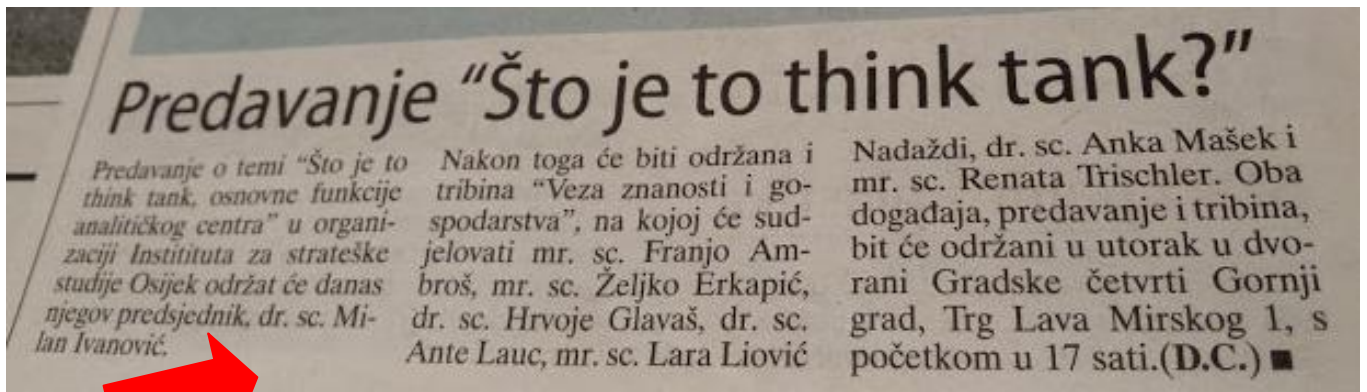 Predavanje “Što je to think tank?”
Predavanje o temi “Što je to
think tank, osnovne funkcije
analitičkog centra” u organi-
zaciji Institituta za strateške
studije Osijek održat će danas
njegov predsjednik, dr. sc. Mi-
lan Ivanović.
Nakon toga će biti održana i
tribina “Veza znanosti i go-
spodarstva”, na kojoj će sud-
jelovati mr. sc. Franjo Am-
broš, mr. sc. Željko Erkapić,
dr. sc. Hrvoje Glavaš, dr. sc.
Ante Lauc, mr. sc. Lara Liović
Nadaždi, dr. sc. Anka Mašek i
mr. sc. Renata Trischler. Oba
događaja, predavanje i tribina,
bit će održani u utorak u dvo-
rani Gradske četvrti Gornji
grad, Trg Lava Mirskog 1, s
početkom u 17 sati.(D.C.) ■